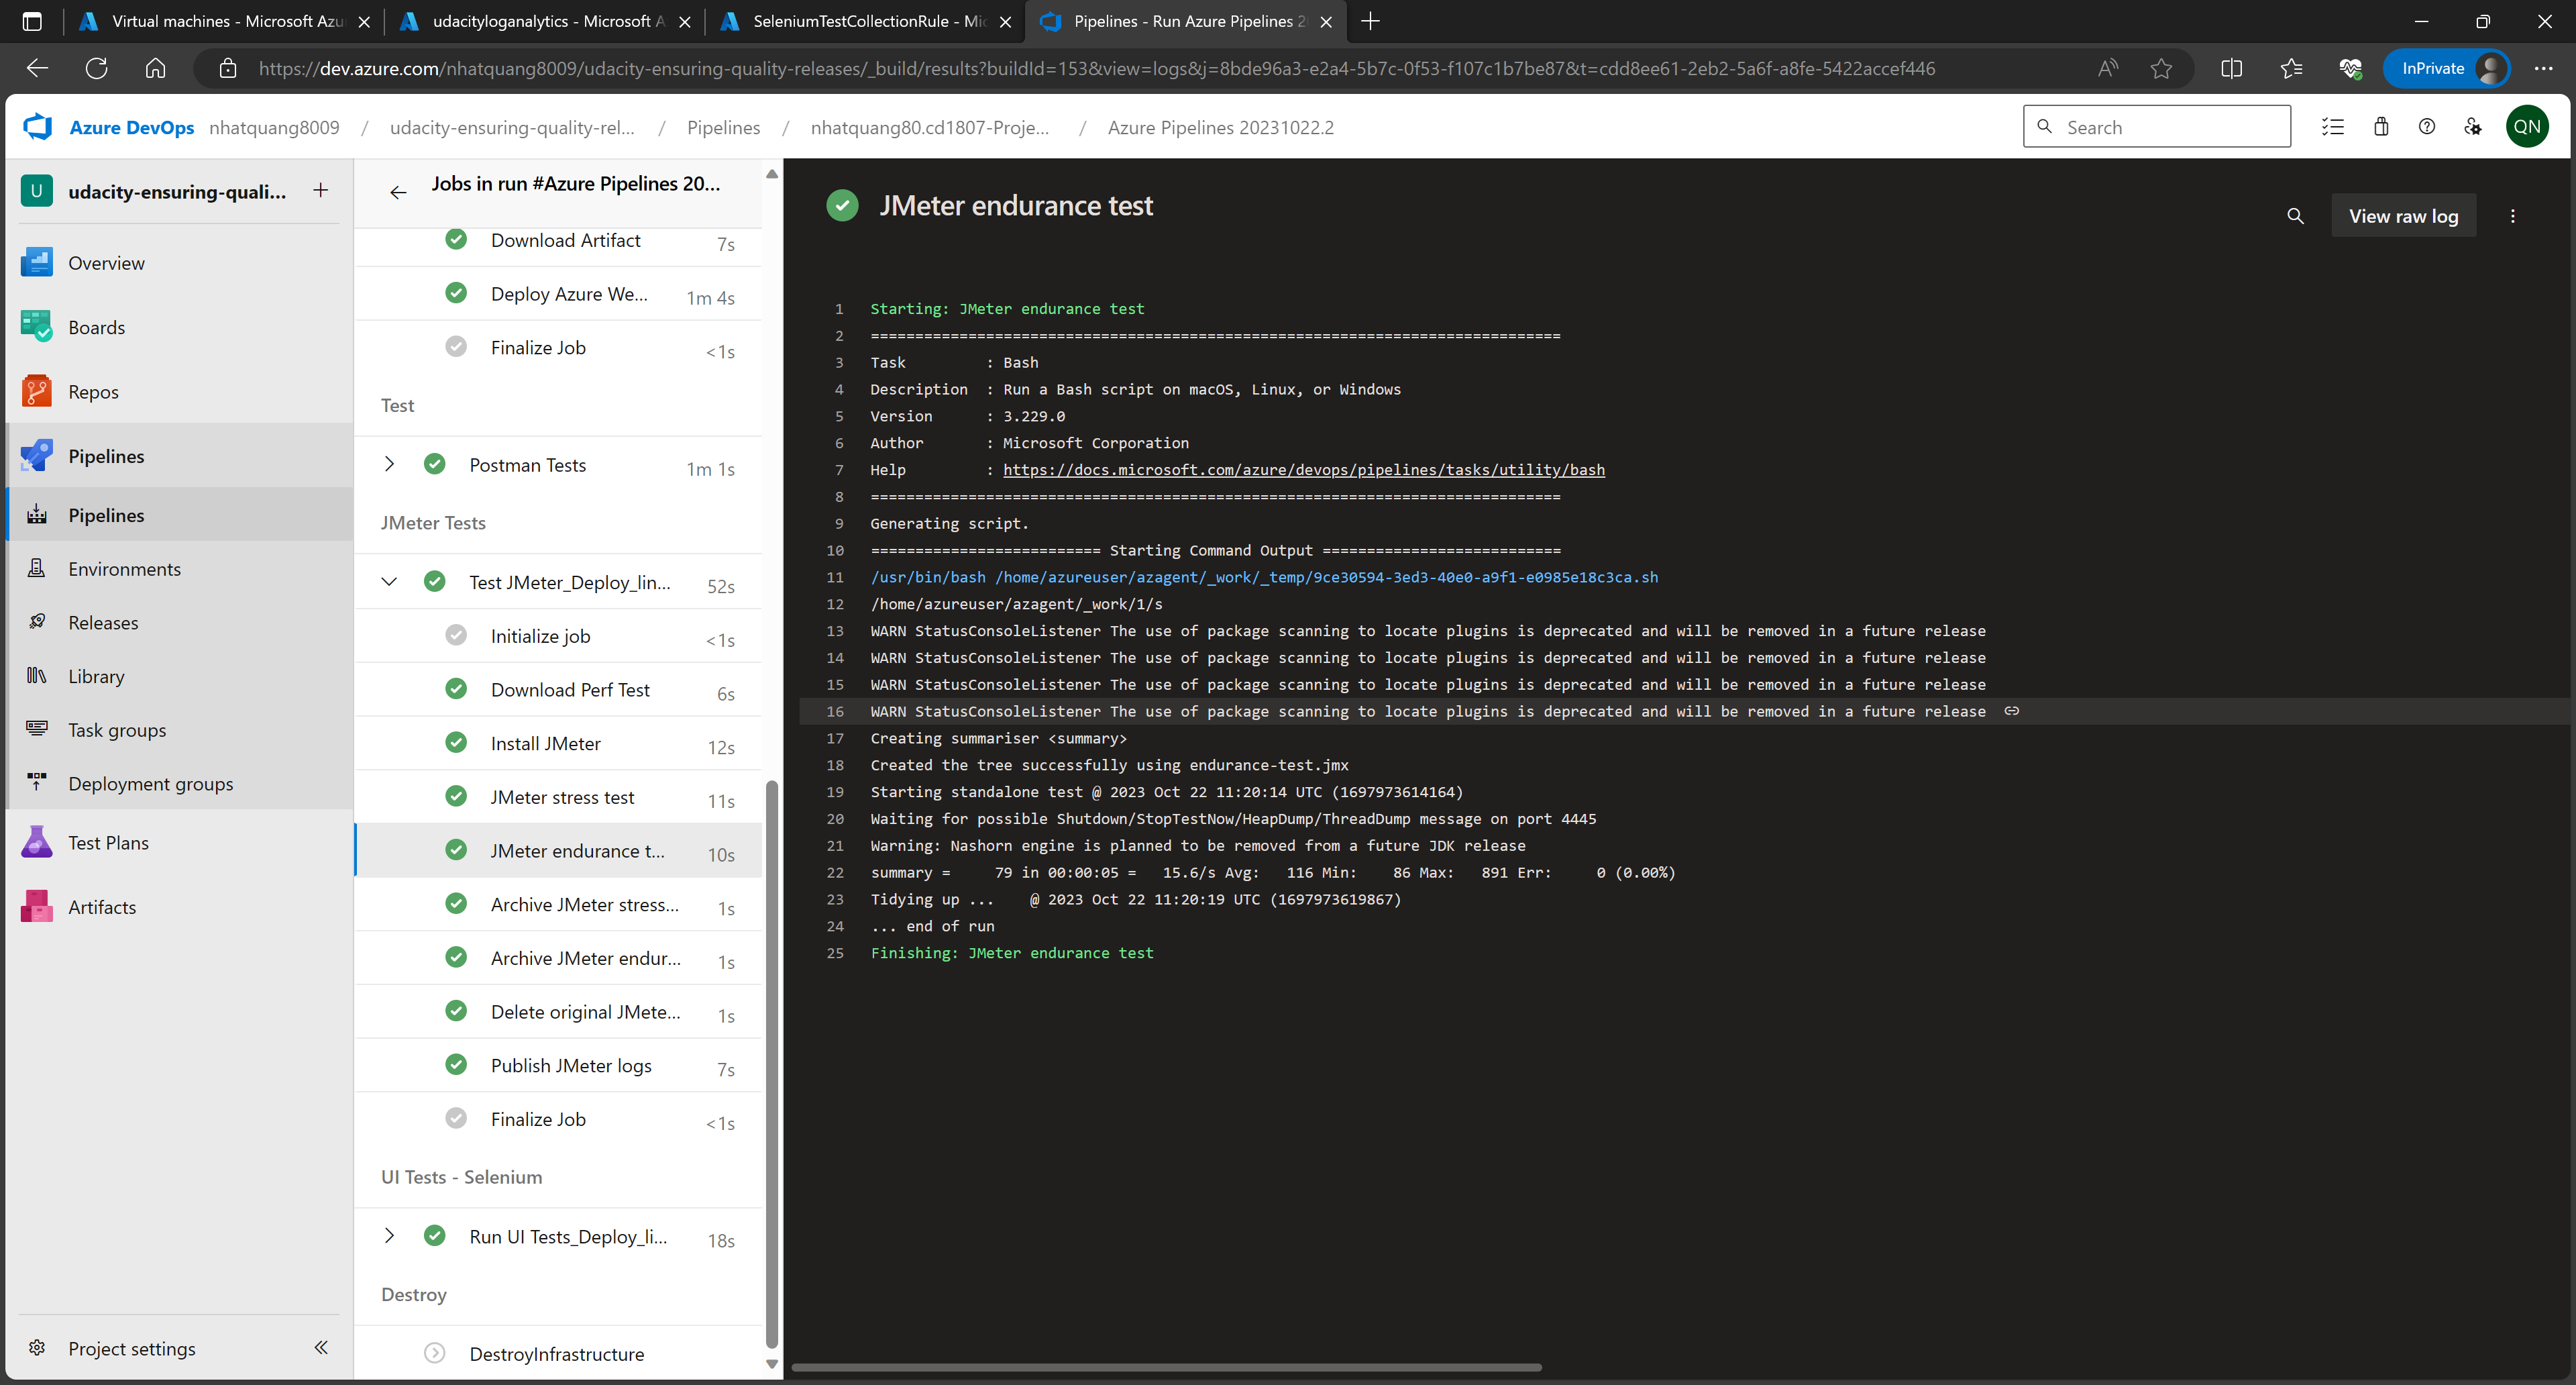 Virtual machines - Microsoft Azu
udacityloganalytics - Microsoft A
SeleniumTestCollectionRule - Mic
Pipelines - Run Azure Pipelines 2
https://dev.azure.com/nhatquang8009/udacity-ensuring-quality-releases/_build/results?buildId=153&view=logs&j=8bde96a3-e2a4-5b7c-0f53-f107c1b7be87&t=cdd8ee61-2eb2-5a6f-a8fe-5422accef446
InPrivate
Azure DevOps nhatquang8009 / udacity-ensuring-quality-rel... / Pipelines / nhatquang80.cd1807-Proje... / Azure Pipelines 20231022.2
Search
QN
U udacity-ensuring-quali...
Overview
Boards
Repos
Pipelines
Pipelines
Environments
Releases
Library
Task groups
Deployment groups
Test Plans
Artifacts
Project settings
Jobs in run #Azure Pipelines 20...
Download Artifact 7s
Deploy Azure We... 1m 4s
Finalize Job <1s
Test
Postman Tests 1m 1s
JMeter Tests
Test JMeter_Deploy_lin... 52s
Initialize job <1s
Download Perf Test 6s
Install JMeter 12s
JMeter stress test 11s
JMeter endurance t... 10s
Archive JMeter stress... 1s
Archive JMeter endur... 1s
Delete original JMete... 1s
Publish JMeter logs 7s
Finalize Job <1s
UI Tests - Selenium
Run UI Tests_Deploy_li... 18s
Destroy
DestroyInfrastructure
JMeter endurance test
View raw log
1 Starting: JMeter endurance test
2 ==============================================================================
3 Task         : Bash
4 Description  : Run a Bash script on macOS, Linux, or Windows
5 Version      : 3.229.0
6 Author       : Microsoft Corporation
7 Help         : https://docs.microsoft.com/azure/devops/pipelines/tasks/utility/bash
8 ==============================================================================
9 Generating script.
10 ========================== Starting Command Output ===========================
11 /usr/bin/bash /home/azureuser/azagent/_work/_temp/9ce30594-3ed3-40e0-a9f1-e0985e18c3ca.sh
12 /home/azureuser/azagent/_work/1/s
13 WARN StatusConsoleListener The use of package scanning to locate plugins is deprecated and will be removed in a future release
14 WARN StatusConsoleListener The use of package scanning to locate plugins is deprecated and will be removed in a future release
15 WARN StatusConsoleListener The use of package scanning to locate plugins is deprecated and will be removed in a future release
16 WARN StatusConsoleListener The use of package scanning to locate plugins is deprecated and will be removed in a future release
17 Creating summariser <summary>
18 Created the tree successfully using endurance-test.jmx
19 Starting standalone test @ 2023 Oct 22 11:20:14 UTC (1697973614164)
20 Waiting for possible Shutdown/StopTestNow/HeapDump/ThreadDump message on port 4445
21 Warning: Nashorn engine is planned to be removed from a future JDK release
22 summary =     79 in 00:00:05 =   15.6/s Avg:   116 Min:    86 Max:   891 Err:     0 (0.00%)
23 Tidying up ...    @ 2023 Oct 22 11:20:19 UTC (1697973619867)
24 ... end of run
25 Finishing: JMeter endurance test